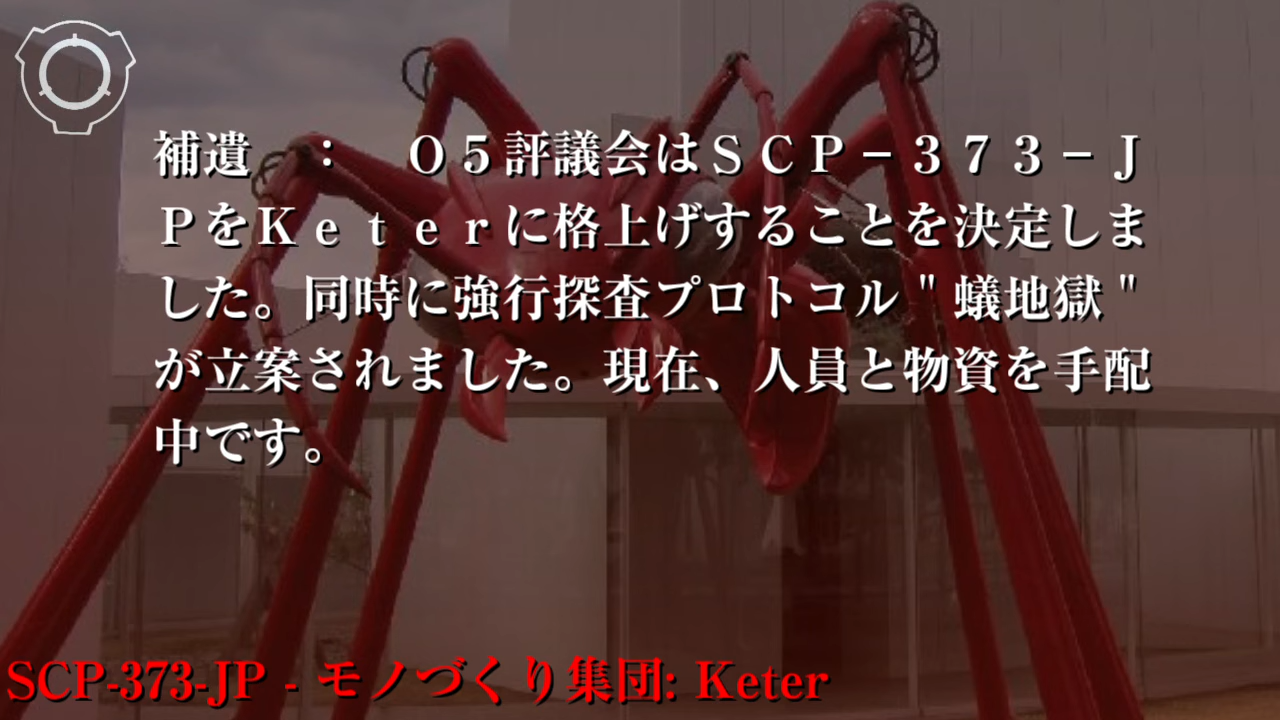 補遺　：　Ｏ５評議会はＳＣＰ－３７３－Ｊ
ＰをＫｅｔｅｒに格上げすることを決定しま
した。同時に強行探査プロトコル＂蟻地獄＂
が立案されました。現在、人員と物資を手配
中です。
SCP-373-JP - モノづくり集団: Keter